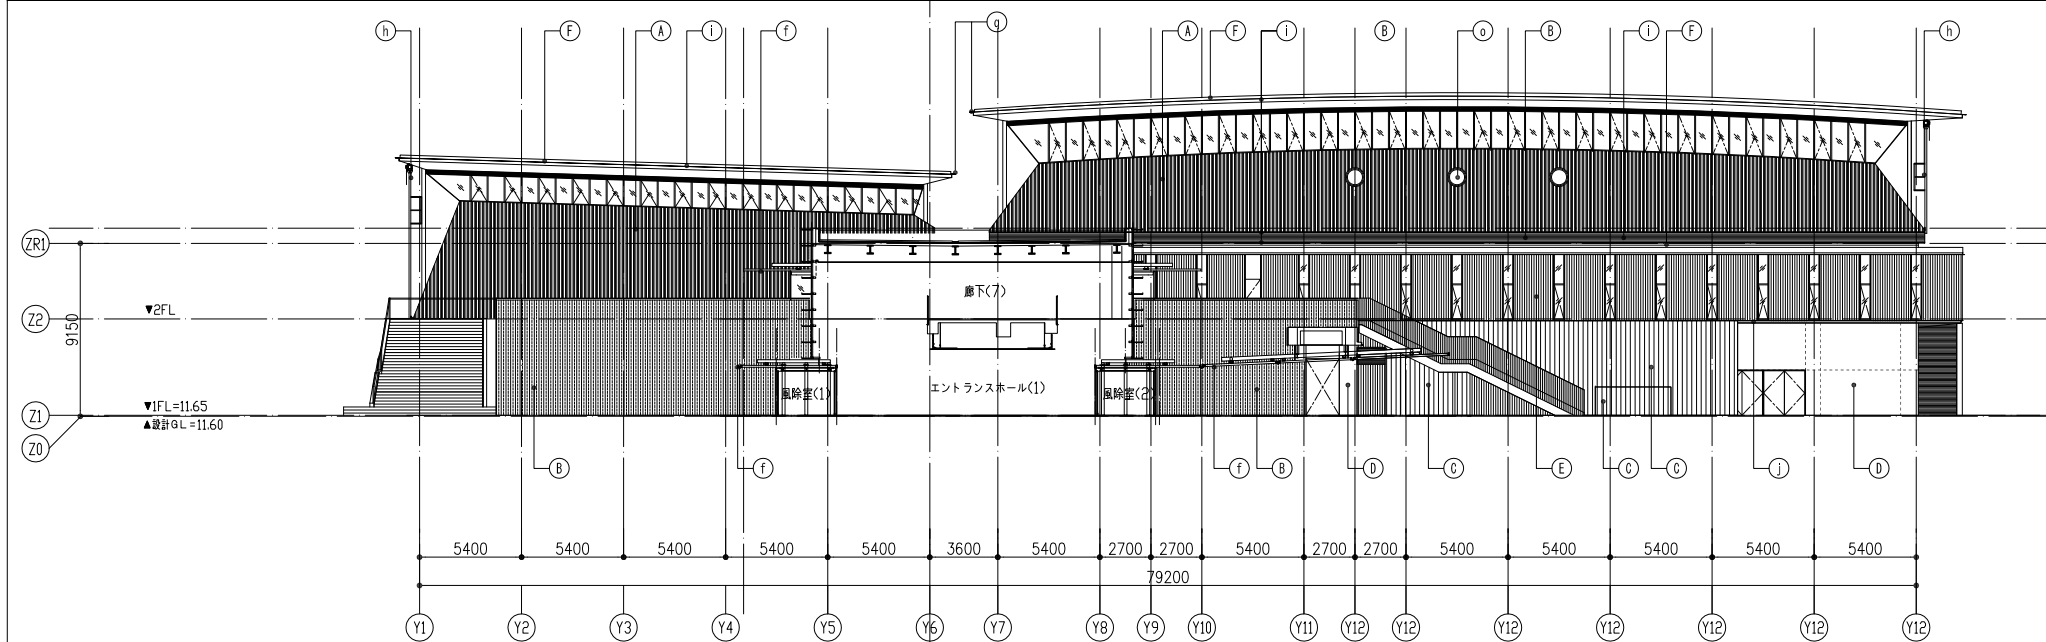 h F A i f q A F i B o B i F h
ZR1
廊下(7)
▼2FL
Z2
9150
エントランスホール(1)
風除室(1)
風除室(2)
▼1FL=11.65
Z1
▲設計GL=11.60
Z0
B f f B D C E C C j D
5400 5400 5400 5400 5400 3600 5400 2700 2700 5400 2700 2700 5400 5400 5400 5400 5400
79200
Y1 Y2 Y3 Y4 Y5 Y6 Y7 Y8 Y9 Y10 Y11 Y12 Y12 Y12 Y12 Y12 Y12 Y12